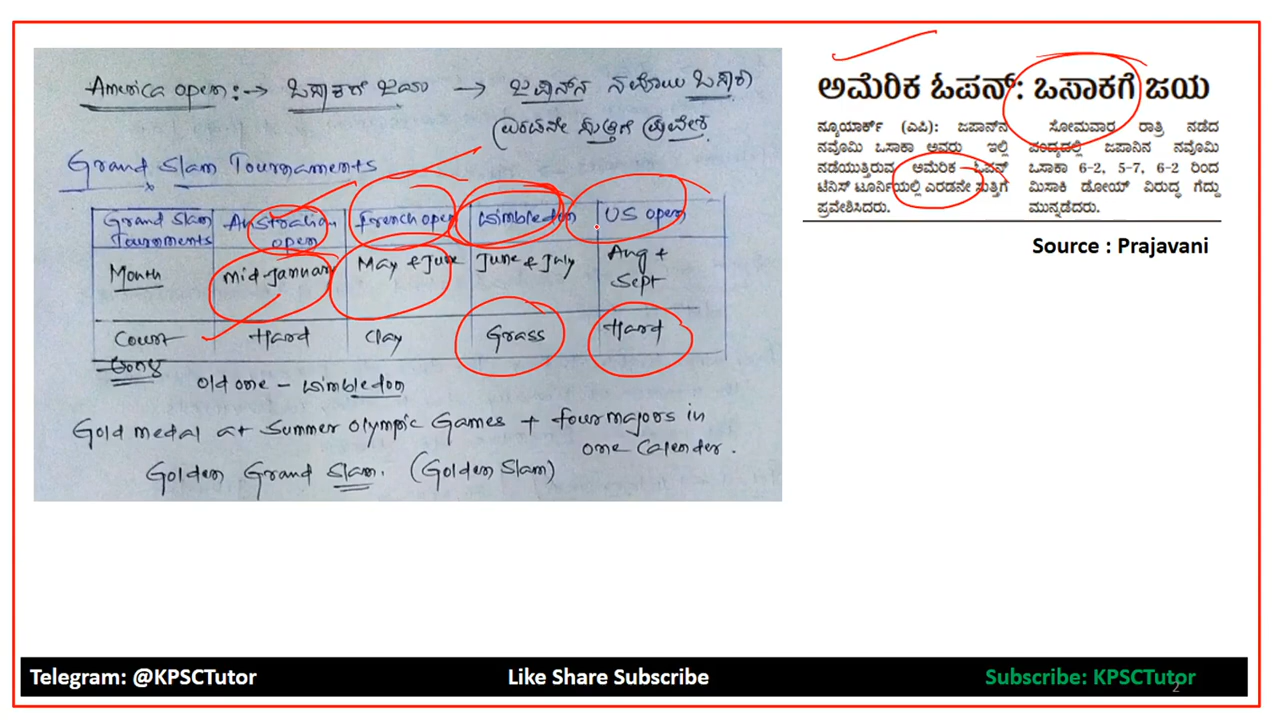 America open:→ ಒಸಾಕಗೆ ಜಯ → ಜಪಾನ್‌ನ ನವೋಮಿ ಒಸಾಕಾ
ಎರಡನೇ ಸುತ್ತಿಗೆ ಪ್ರವೇಶ
Grand Slam Tournaments
Grand Slam Tournments Australian open French open Wimbledon US open
Month Mid-January May & June June & July Aug + Sept
Court Hard Clay Grass Hard
old one - Wimbledon
Gold medal at Summer olympic Games + four majors in
one Calender.
Golden Grand Slam. (Golden Slam)
ಅಮೆರಿಕ ಓಪನ್: ಒಸಾಕಗೆ ಜಯ
ನ್ಯೂಯಾರ್ಕ್ (ಎಪಿ): ಜಪಾನ್‌ನ
ನವೊಮಿ ಒಸಾಕಾ ಅವರು ಇಲ್ಲಿ
ನಡೆಯುತ್ತಿರುವ ಅಮೆರಿಕ ಓಪನ್
ಟೆನಿಸ್ ಟೂರ್ನಿಯಲ್ಲಿ ಎರಡನೇ ಸುತ್ತಿಗೆ
ಪ್ರವೇಶಿಸಿದರು.
ಸೋಮವಾರ ರಾತ್ರಿ ನಡೆದ
ಪಂದ್ಯದಲ್ಲಿ ಜಪಾನಿನ ನವೊಮಿ
ಒಸಾಕಾ 6-2, 5-7, 6-2 ರಿಂದ
ಮಿಸಾಕಿ ಡೋಯ್ ವಿರುದ್ಧ ಗೆದ್ದು
ಮುನ್ನಡೆದರು.
Source : Prajavani
Telegram: @KPSCTutor Like Share Subscribe Subscribe: KPSCTutor
2